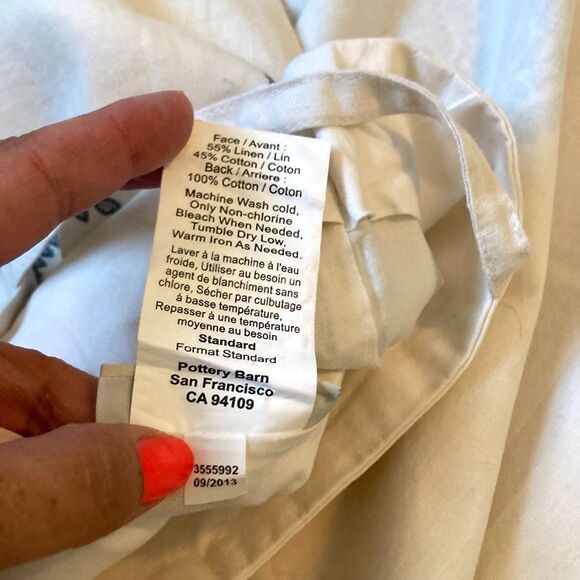 Face / Avant :
55% Linen / Lin
45% Cotton / Coton
Back / Arriere :
100% Cotton / Coton
Machine Wash cold,
Only Non-chlorine
Bleach When Needed,
Tumble Dry Low,
Warm Iron As Needed.
Laver à la machine à l'eau
froide, Utiliser au besoin un
agent de blanchîment sans
chlore, Sécher par culbutage
à basse température,
Repasser à une température
moyenne au besoin
Standard
Format Standard
Pottery Barn
San Francisco
CA 94109
3555992
09/2013